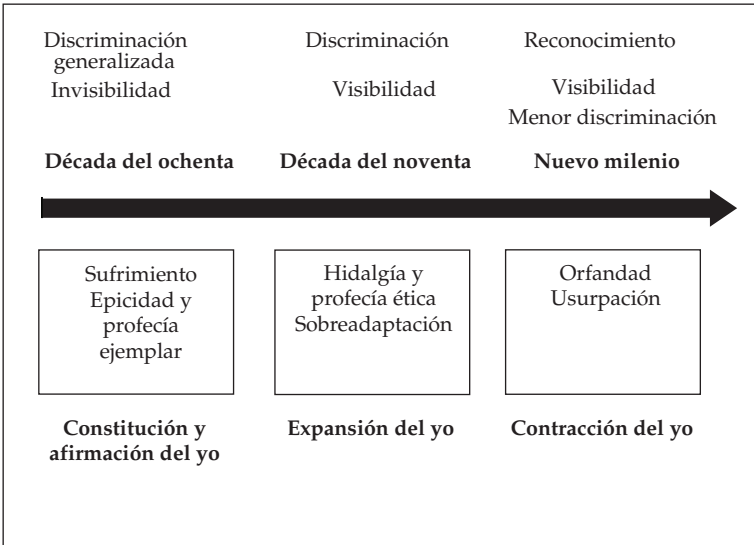 Discriminación
generalizada
Invisibilidad
Discriminación
Visibilidad
Reconocimiento
Visibilidad
Menor discriminación
Década del ochenta
Década del noventa
Nuevo milenio
Sufrimiento
Epicidad y
profecía
ejemplar
Hidalgía y
profecía ética
Sobreadaptación
Orfandad
Usurpación
Constitución y
afirmación del yo
Expansión del yo
Contracción del yo